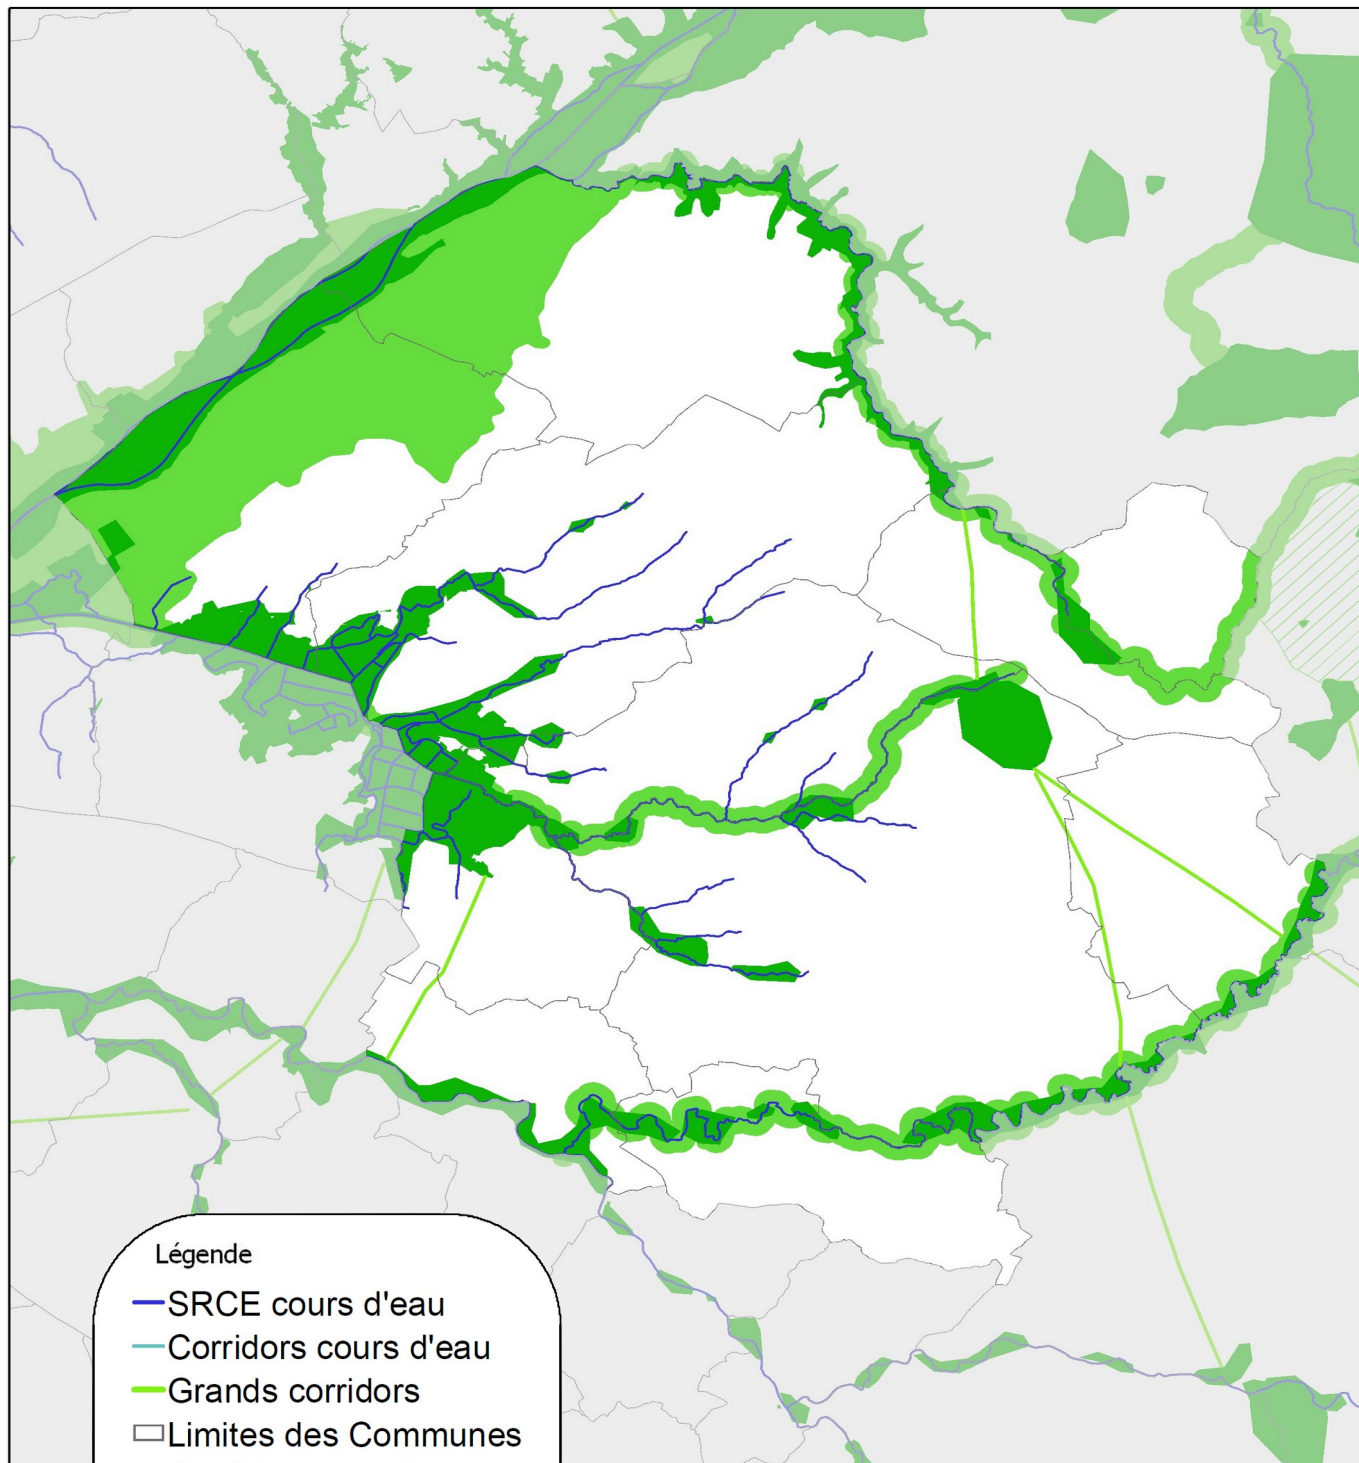 Légende
SRCE cours d'eau
Corridors cours d'eau
Grands corridors
Limites des Communes